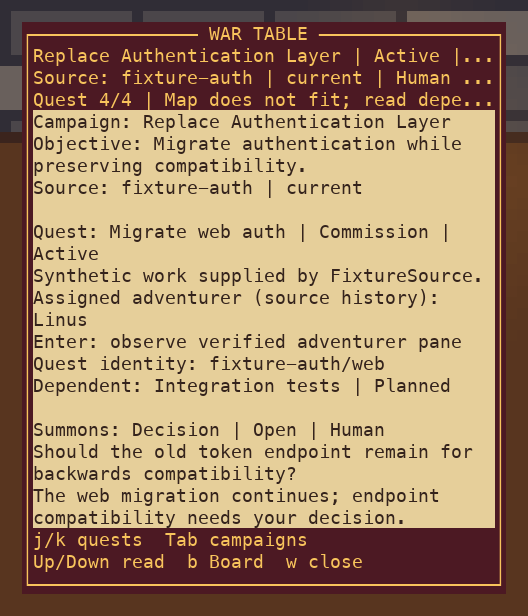 WAR TABLE
Replace Authentication Layer | Active |...
Source: fixture-auth | current | Human ...
Quest 4/4 | Map does not fit; read depe...
Campaign: Replace Authentication Layer
Objective: Migrate authentication while
preserving compatibility.
Source: fixture-auth | current
Quest: Migrate web auth | Commission |
Active
Synthetic work supplied by FixtureSource.
Assigned adventurer (source history):
Linus
Enter: observe verified adventurer pane
Quest identity: fixture-auth/web
Dependent: Integration tests | Planned
Summons: Decision | Open | Human
Should the old token endpoint remain for
backwards compatibility?
The web migration continues; endpoint
compatibility needs your decision.
j/k quests  Tab campaigns
Up/Down read  b Board  w close